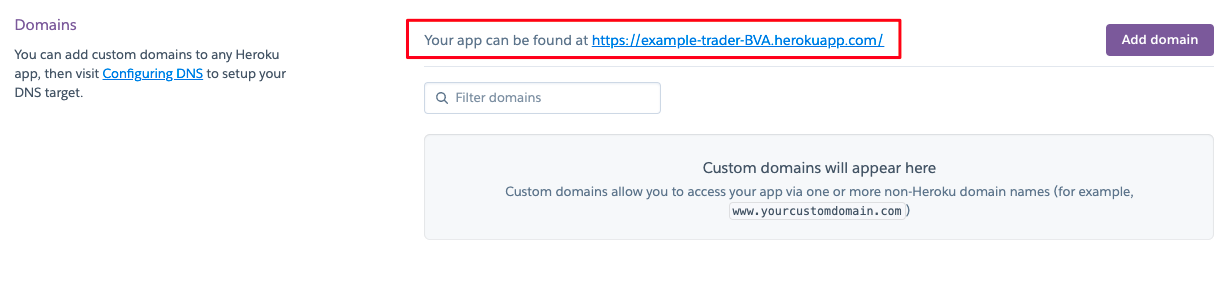 Domains
You can add custom domains to any Heroku
app, then visit Configuring DNS to setup your
DNS target.
Your app can be found at https://example-trader-BVA.herokuapp.com/
Add domain
Filter domains
Custom domains will appear here
Custom domains allow you to access your app via one or more non-Heroku domain names (for example,
www.yourcustomdomain.com)